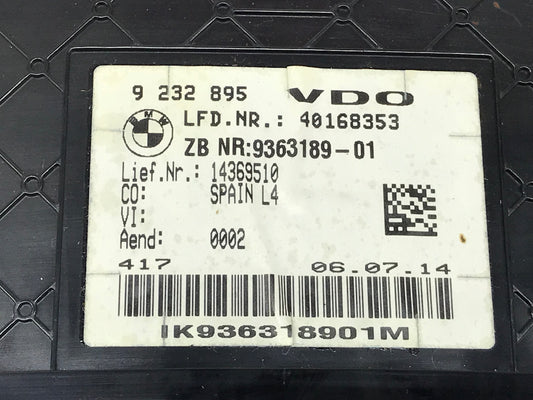 9 232 895 VDO
BMW LFD.NR.: 40168353
ZB NR:9363189-01
Lief.Nr.: 14369510
CO: SPAIN L4
VI:
Aend: 0002
417 06.07.14
IK936318901M